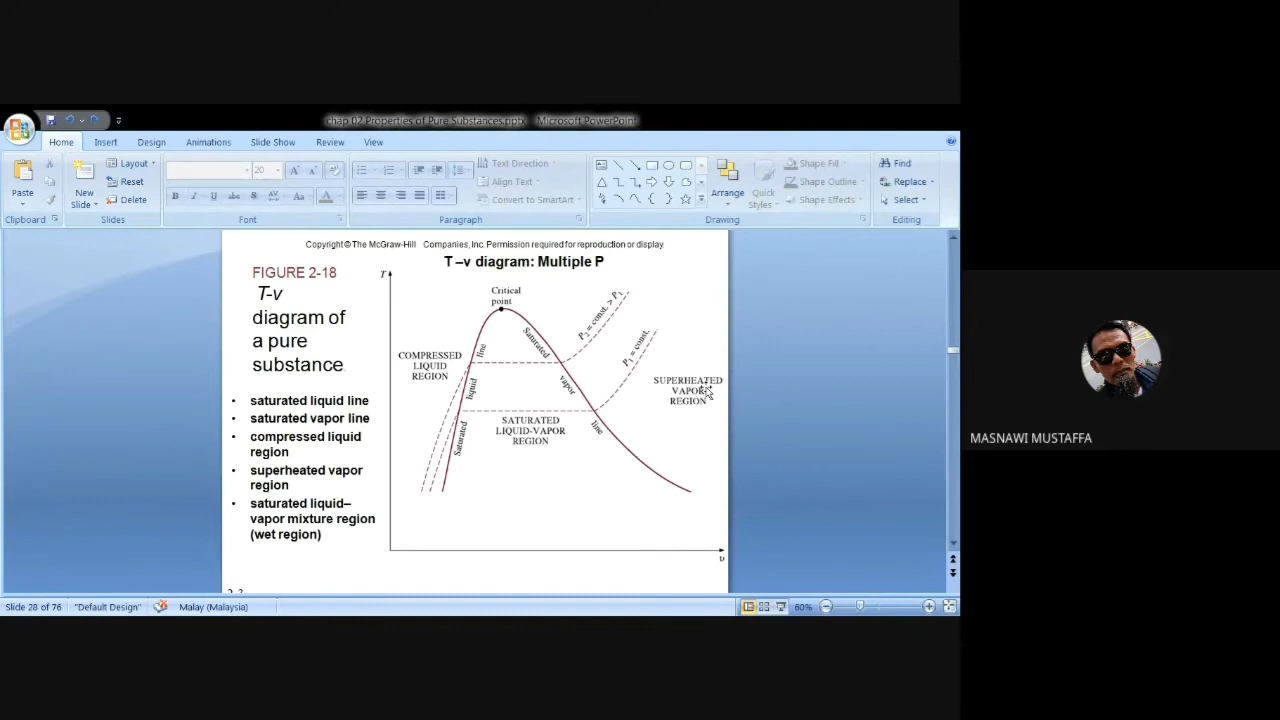 chap 02 Properties of Pure Substances.pptx - Microsoft PowerPoint
Home Insert Design Animations Slide Show Review View
Paste
Clipboard
New
Slide
Layout
Reset
Delete
Slides
20
Font
Text Direction
Align Text
Convert to SmartArt
Paragraph
Arrange
Quick
Styles
Shape Fill
Shape Outline
Shape Effects
Drawing
Find
Replace
Select
Editing
Copyright © The McGraw-Hill Companies, Inc. Permission required for reproduction or display.
T –v diagram: Multiple P
FIGURE 2-18
T-v
diagram of
a pure
substance.
• saturated liquid line
• saturated vapor line
• compressed liquid
region
• superheated vapor
region
• saturated liquid–
vapor mixture region
(wet region)
T
Critical
point
P2 = const. > P1
P1 = const.
COMPRESSED
LIQUID
REGION
Saturated liquid line
Saturated vapor line
SUPERHEATED
VAPOR
REGION
SATURATED
LIQUID-VAPOR
REGION
v
MASNAWI MUSTAFFA
Slide 28 of 76 "Default Design" Malay (Malaysia) 60%